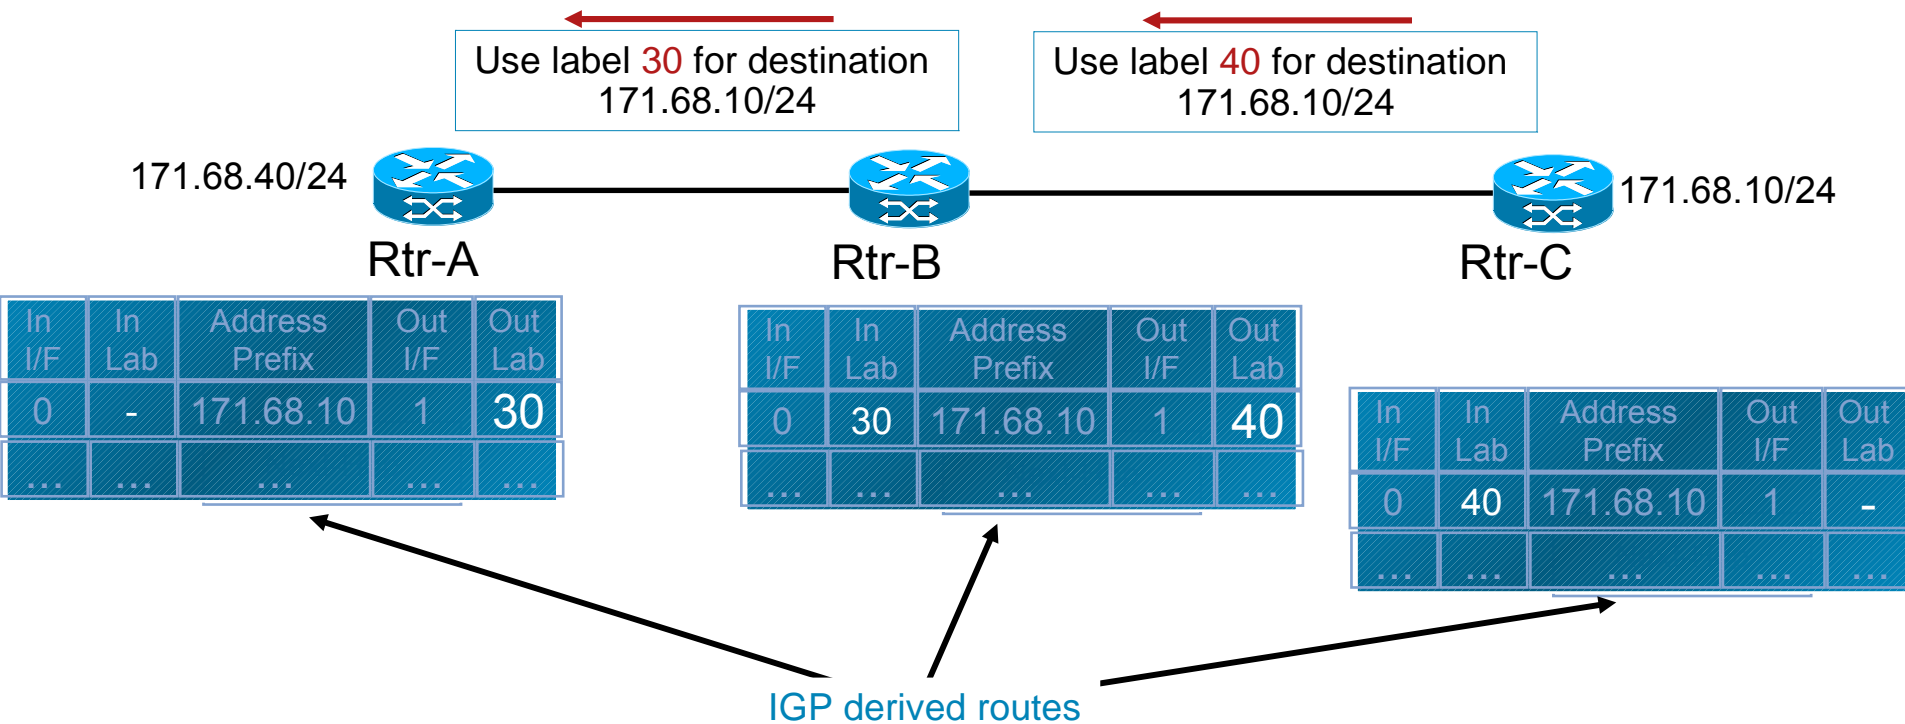 Use label 30 for destination
171.68.10/24
Use label 40 for destination
171.68.10/24
171.68.40/24
171.68.10/24
Rtr-A
Rtr-B
Rtr-C
In I/F In Lab Address Prefix Out I/F Out Lab
0 - 171.68.10 1 30
... ... ... ... ...
In I/F In Lab Address Prefix Out I/F Out Lab
0 30 171.68.10 1 40
... ... ... ... ...
In I/F In Lab Address Prefix Out I/F Out Lab
0 40 171.68.10 1 -
... ... ... ... ...
IGP derived routes